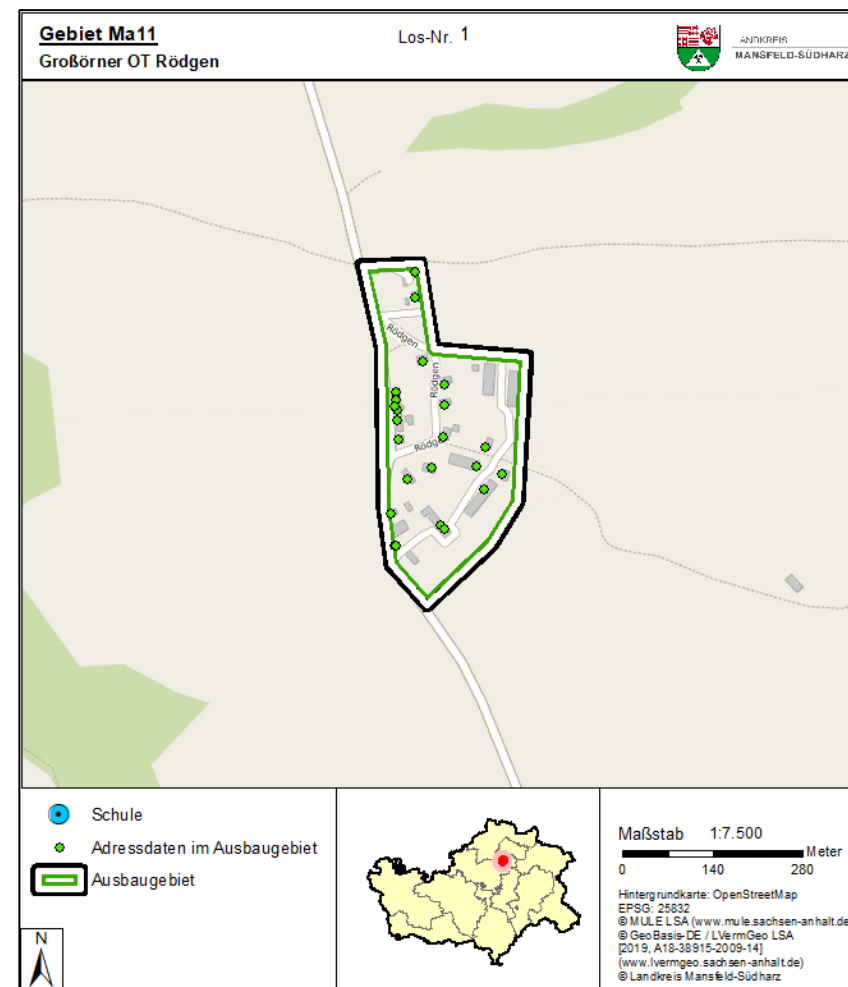 Gebiet Ma11
Los-Nr. 1
Großörner OT Rödgen
ANDKREIS
MANSFELD-SÜDHARZ
Rödgen
Rödgen
Rödge
Schule
Adressdaten im Ausbaugebiet
Ausbaugebiet
N
Maßstab 1:7.500
Meter
0 140 280
Hintergrundkarte: OpenStreetMap
EPSG: 25832
© MULE LSA (www.mule.sachsen-anhalt.de
© GeoBasis-DE / LVermGeo LSA
[2019, A18-38915-2009-14]
(www.lvermgeo.sachsen-anhalt.de)
© Landkreis Mansfeld-Südharz